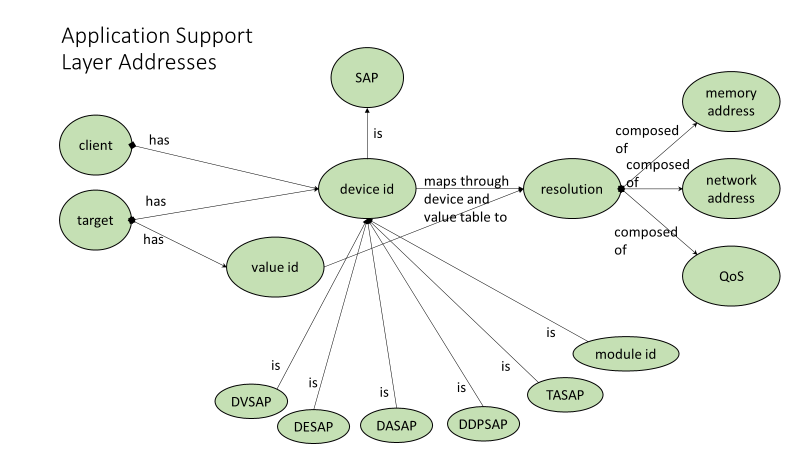 Application Support
Layer Addresses
SAP
memory
address
client
has
is
composed
of
device id
maps through
device and
value table to
resolution
composed
of
network
address
target
has
has
value id
composed
of
QoS
is
module id
is
DVSAP
is
DESAP
is
DASAP
is
DDPSAP
is
TASAP